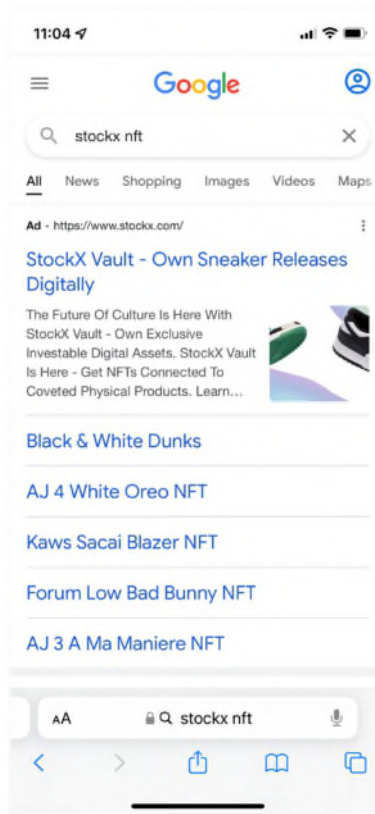 11:04
Google
stockx nft
All News Shopping Images Videos Maps
Ad - https://www.stockx.com/
StockX Vault - Own Sneaker Releases
Digitally
The Future Of Culture Is Here With
StockX Vault - Own Exclusive
Investable Digital Assets. StockX Vault
Is Here - Get NFTs Connected To
Coveted Physical Products. Learn...
Black & White Dunks
AJ 4 White Oreo NFT
Kaws Sacai Blazer NFT
Forum Low Bad Bunny NFT
AJ 3 A Ma Maniere NFT
AA stockx nft